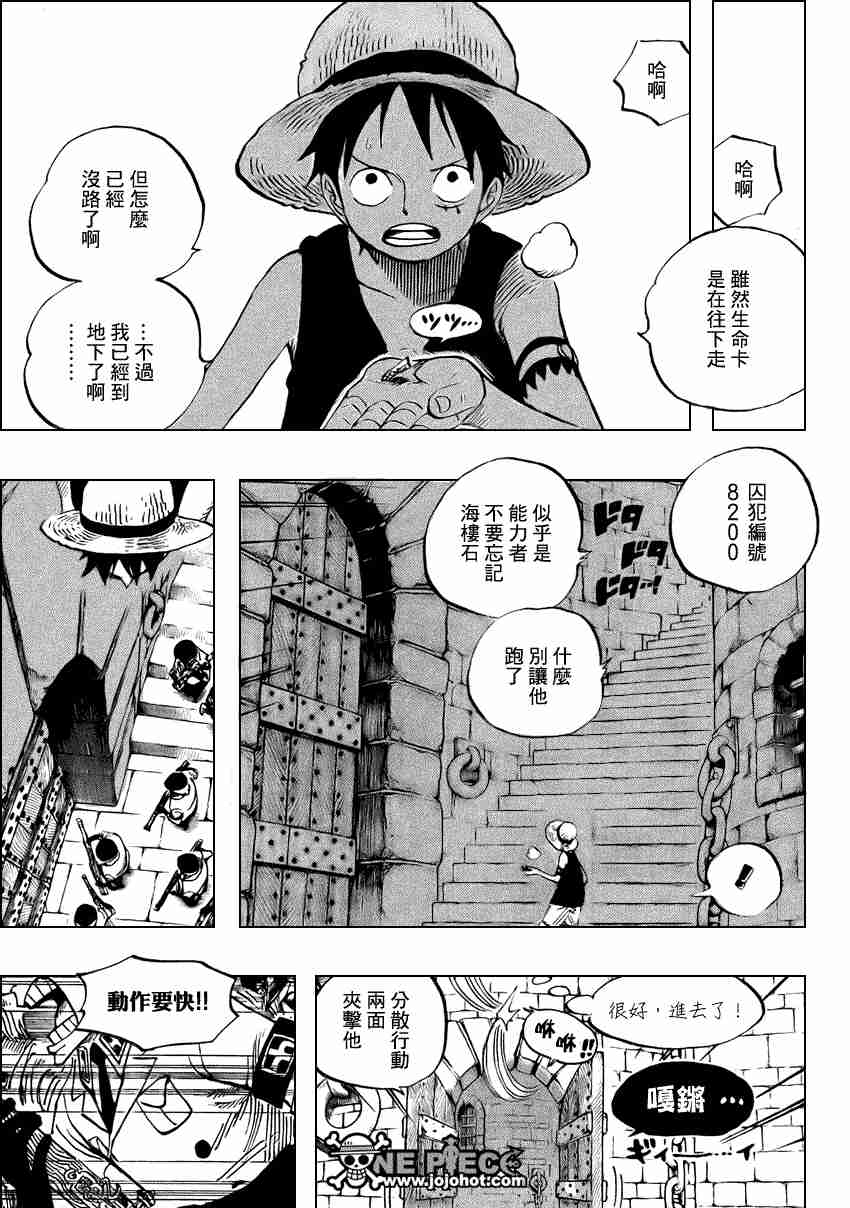 哈啊
哈啊
雖然生命卡
是在往下走
但怎麼
已經
沒路了啊
…不過
我已經到
地下了啊
………
ツツ…
囚犯編號
8200
ドタ
ドタ
ドタ…!
似乎是
能力者
不要忘記
海樓石
什麼
別讓他
跑了
!
很好，進去了！
咻
咻!!
嘎鏘…
分散行動
兩面
夾擊他
動作要快!!
ONE PIECE
www.jojohot.com